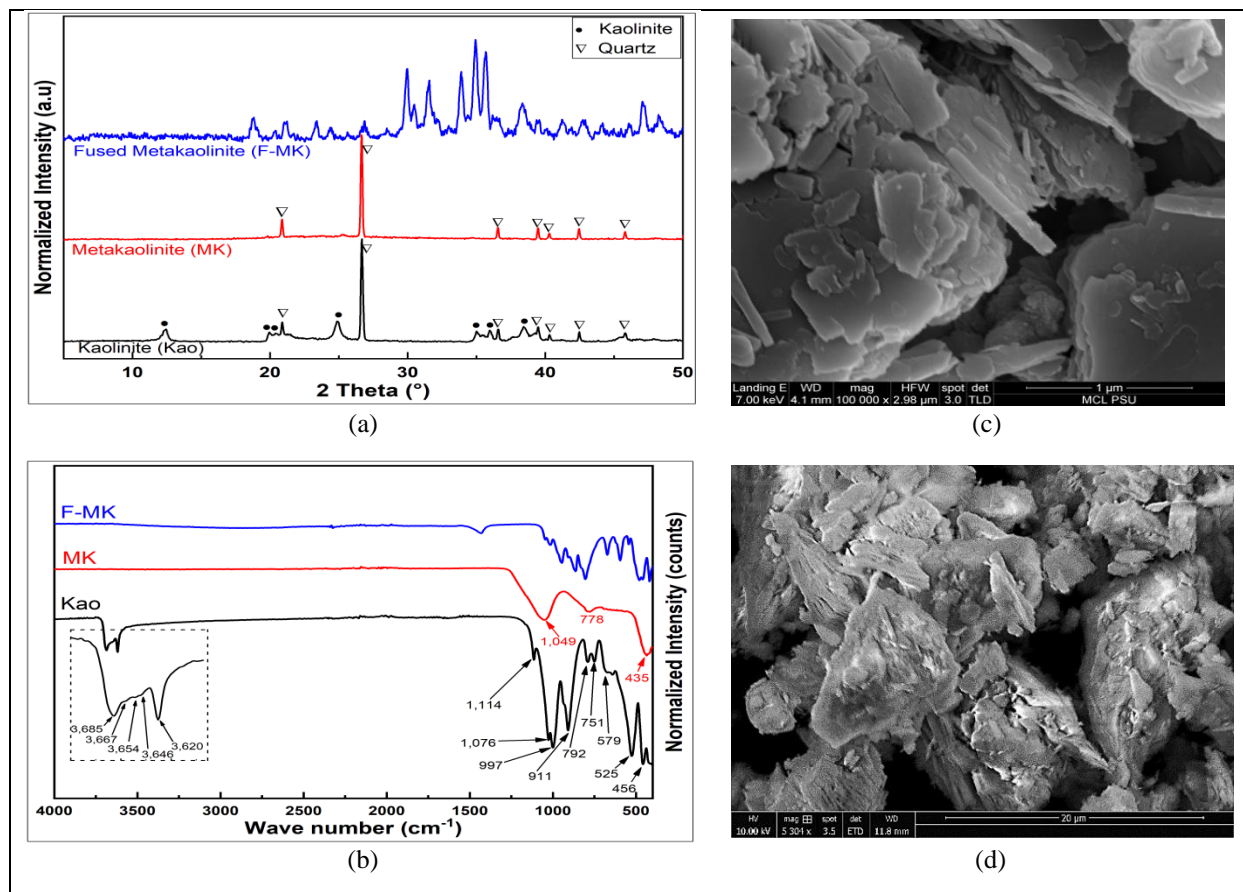 Kaolinite
Quartz
Fused Metakaolinite (F-MK)
Metakaolinite (MK)
Kaolinite (Kao)
Normalized Intensity (a.u)
10 20 30 40 50
2 Theta (°)
(a)
Landing E WD mag HFW spot det 1 µm
7.00 keV 4.1 mm 100 000 x 2.98 µm 3.0 TLD MCL PSU
(c)
F-MK
MK
Kao
778
1,049
435
1,114
1,076
997
911
792
751
579
525
456
3,685
3,667
3,654
3,646
3,620
Normalized Intensity (counts)
4000 3500 3000 2500 2000 1500 1000 500
Wave number (cm-1)
(b)
HV mag spot det WD 20 µm
10.00 kV 5 304 x 3.5 ETD 11.8 mm
(d)